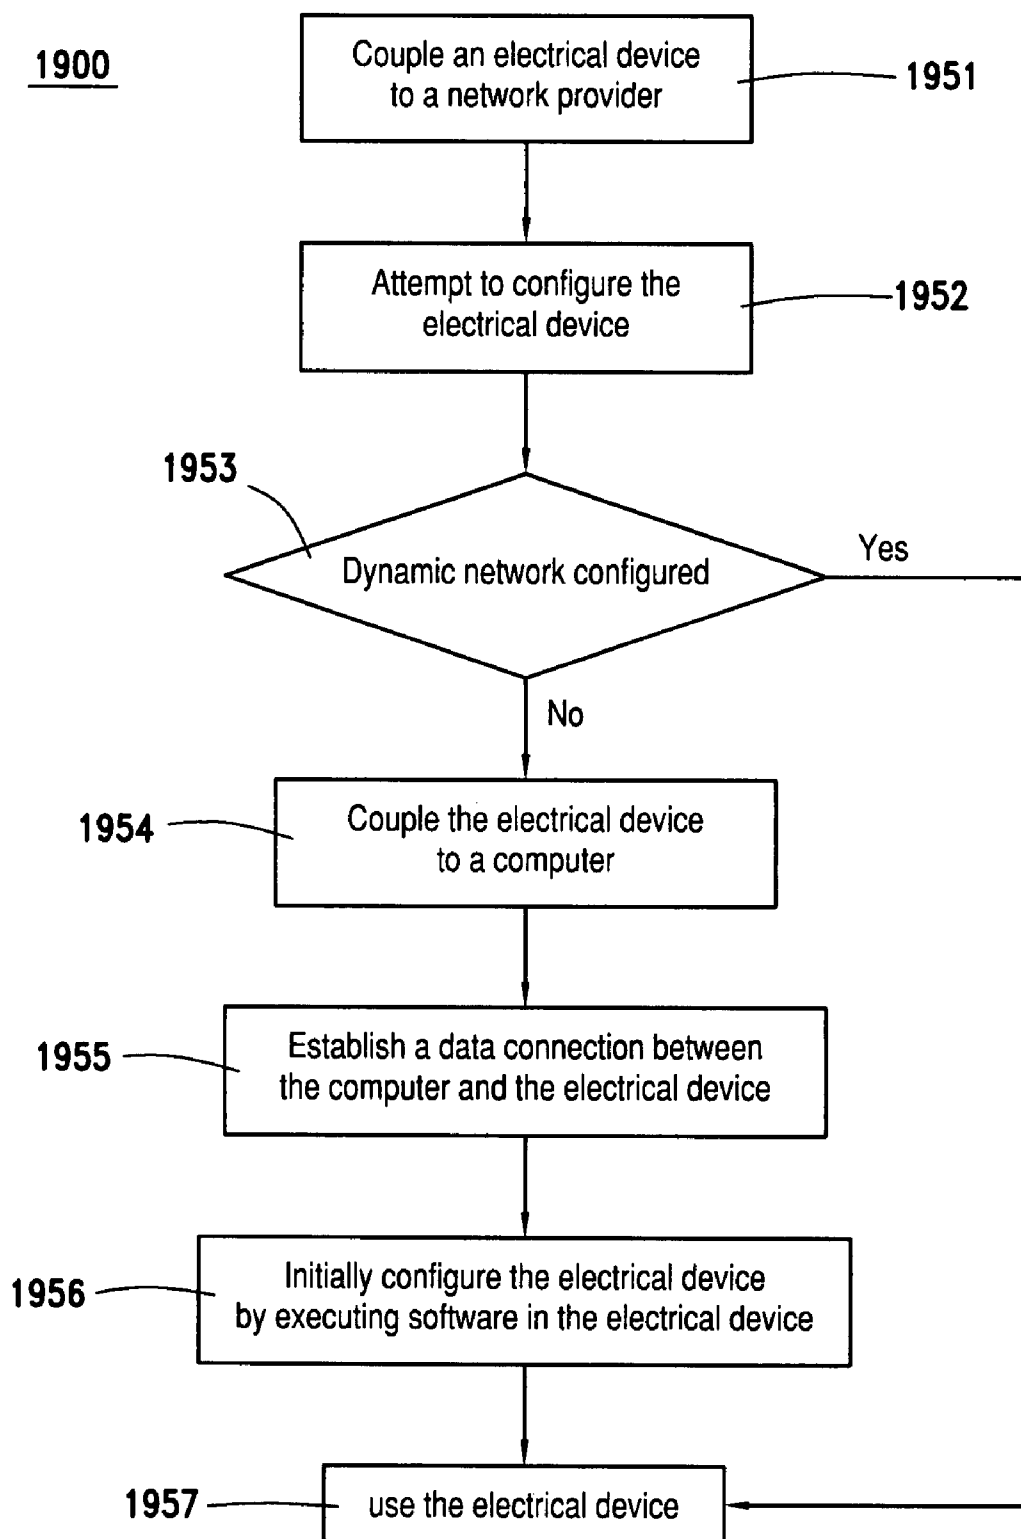 1900
Couple an electrical device
to a network provider
1951
Attempt to configure the
electrical device
1952
1953
Dynamic network configured
Yes
No
1954
Couple the electrical device
to a computer
1955
Establish a data connection between
the computer and the electrical device
1956
Initially configure the electrical device
by executing software in the electrical device
1957
use the electrical device